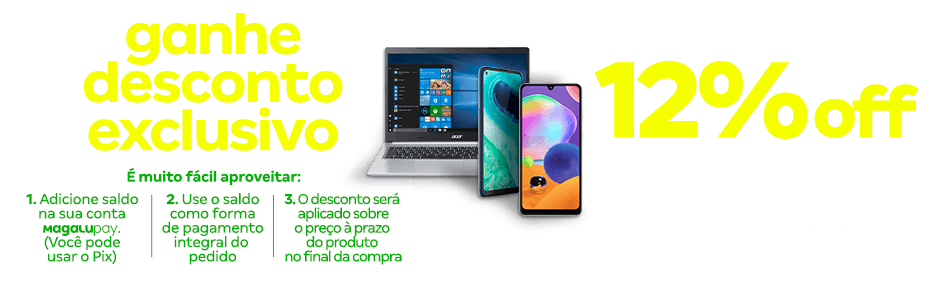 ganhe
desconto
exclusivo
12%off
É muito fácil aproveitar:
1. Adicione saldo
na sua conta
magalupay.
(Você pode
usar o Pix)
2. Use o saldo
como forma
de pagamento
integral do
pedido
3. O desconto será
aplicado sobre
o preço à prazo
do produto
no final da compra
acer